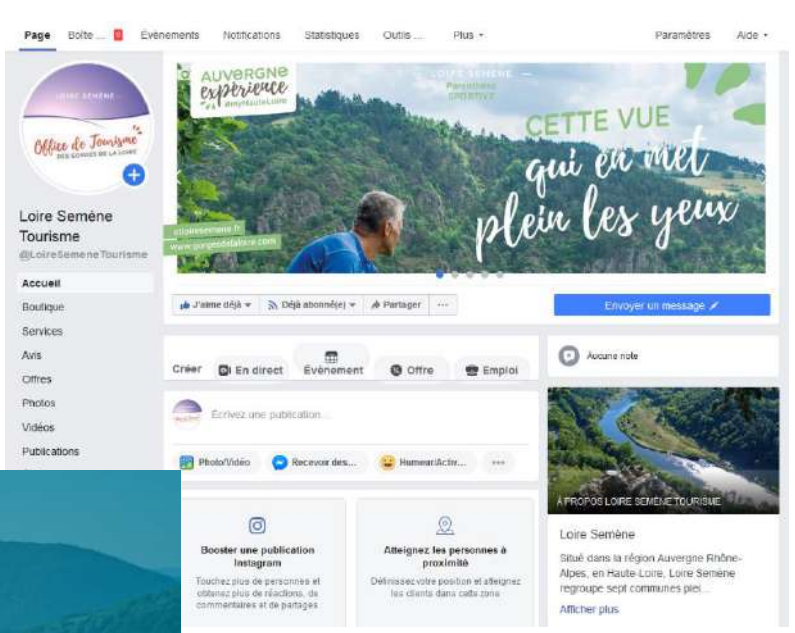 Page Boîte ... Évènements Notifications Statistiques Outils ... Plus Paramètres Aide
LOIRE SEMÈNE
Office de Tourisme
DES GORGES DE LA LOIRE
Loire Semène
Tourisme
@LoireSemeneTourisme
Accueil
Boutique
Services
Avis
Offres
Photos
Vidéos
Publications
AUVERGNE
expérience
#myHauteLoire
LOIRE SEMÈNE
Parenthèse
SPORTIVE
CETTE VUE
qui en met
plein les yeux
otloiresemene.fr
www.gorgesdelaloire.com
J'aime déjà Déjà abonné(e) Partager ...
Envoyer un message
Créer En direct Évènement Offre Emploi
Écrivez une publication...
Photo/Vidéo Recevoir des... Humeur/Activ... ...
Booster une publication
Instagram
Touchez plus de personnes et
obtenez plus de réactions, de
commentaires et de partages
Atteignez les personnes à
proximité
Définissez votre position et atteignez
les clients dans cette zone
Aucune note
À PROPOS LOIRE SEMÈNE TOURISME
Loire Semène
Situé dans la région Auvergne Rhône-
Alpes, en Haute-Loire, Loire Semène
regroupe sept communes plei...
Afficher plus